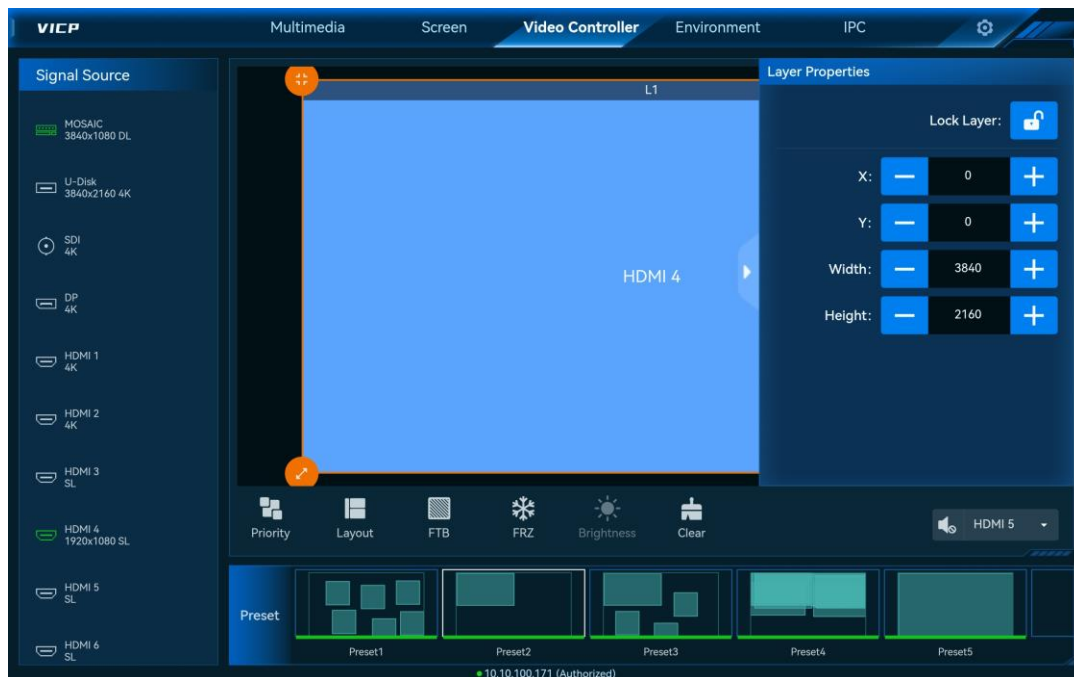 VICP
Multimedia
Screen
Video Controller
Environment
IPC
Signal Source
MOSAIC
3840x1080 DL
U-Disk
3840x2160 4K
SDI
4K
DP
4K
HDMI 1
4K
HDMI 2
4K
HDMI 3
SL
HDMI 4
1920x1080 SL
HDMI 5
SL
HDMI 6
SL
L1
HDMI 4
Layer Properties
Lock Layer:
X:
0
Y:
0
Width:
3840
Height:
2160
Priority
Layout
FTB
FRZ
Brightness
Clear
HDMI 5
Preset
Preset1
Preset2
Preset3
Preset4
Preset5
10.10.100.171 (Authorized)